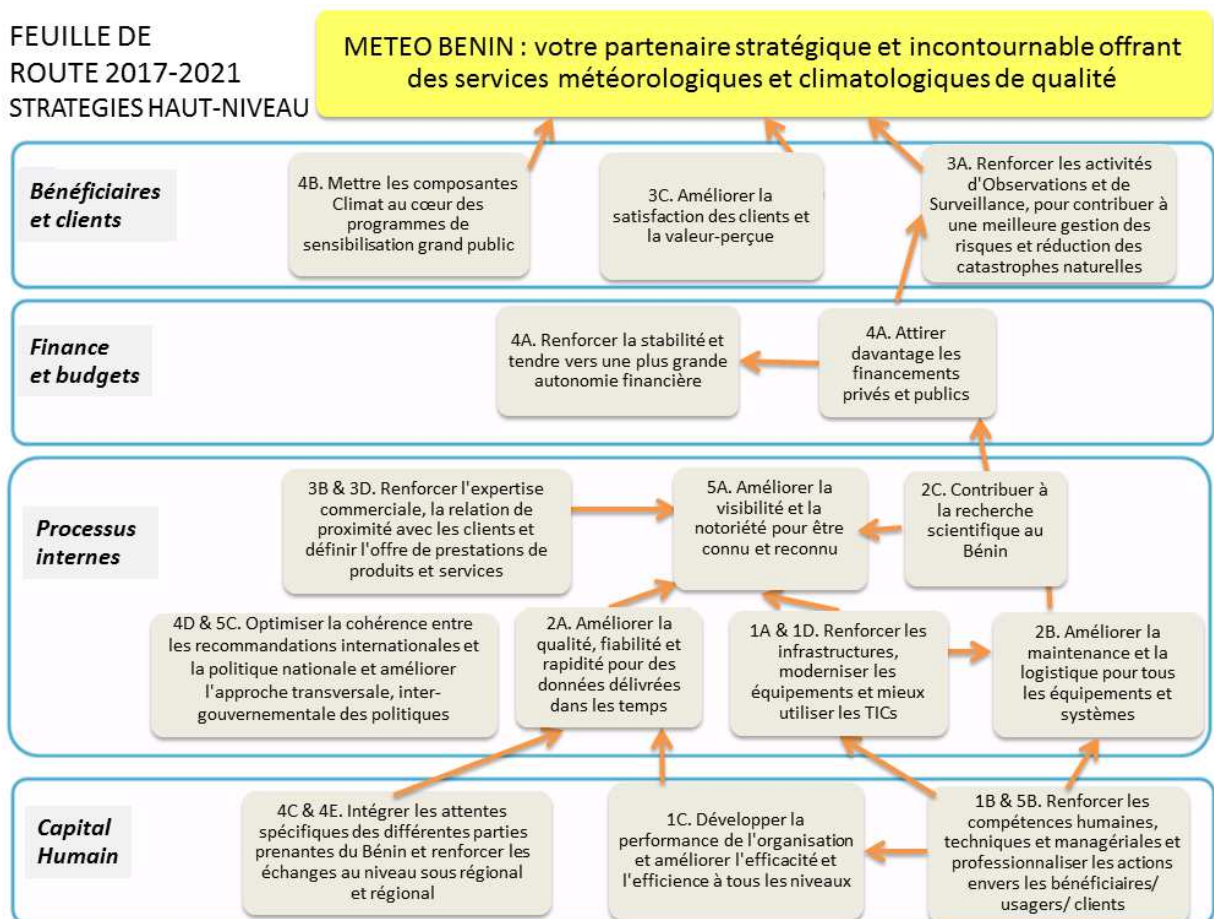 FEUILLE DE
ROUTE 2017-2021
STRATEGIES HAUT-NIVEAU
METEO BENIN : votre partenaire stratégique et incontournable offrant
des services météorologiques et climatologiques de qualité
Bénéficiaires
et clients
4B. Mettre les composantes
Climat au cœur des
programmes de
sensibilisation grand public
3C. Améliorer la
satisfaction des clients et
la valeur-perçue
3A. Renforcer les activités
d'Observations et de
Surveillance, pour contribuer à
une meilleure gestion des
risques et réduction des
catastrophes naturelles
Finance
et budgets
4A. Renforcer la stabilité et
tendre vers une plus grande
autonomie financière
4A. Attirer
davantage les
financements
privés et publics
Processus
internes
3B & 3D. Renforcer l'expertise
commerciale, la relation de
proximité avec les clients et
définir l'offre de prestations de
produits et services
5A. Améliorer la
visibilité et la
notoriété pour être
connu et reconnu
2C. Contribuer à
la recherche
scientifique au
Bénin
4D & 5C. Optimiser la cohérence entre
les recommandations internationales et
la politique nationale et améliorer
l'approche transversale, inter-
gouvernementale des politiques
2A. Améliorer la
qualité, fiabilité et
rapidité pour des
données délivrées
dans les temps
1A & 1D. Renforcer les
infrastructures,
moderniser les
équipements et mieux
utiliser les TICs
2B. Améliorer la
maintenance et la
logistique pour tous
les équipements et
systèmes
Capital
Humain
4C & 4E. Intégrer les attentes
spécifiques des différentes parties
prenantes du Bénin et renforcer les
échanges au niveau sous régional
et régional
1C. Développer la
performance de l'organisation
et améliorer l'efficacité et
l'efficience à tous les niveaux
1B & 5B. Renforcer les
compétences humaines,
techniques et managériales et
professionnaliser les actions
envers les bénéficiaires/
usagers/ clients